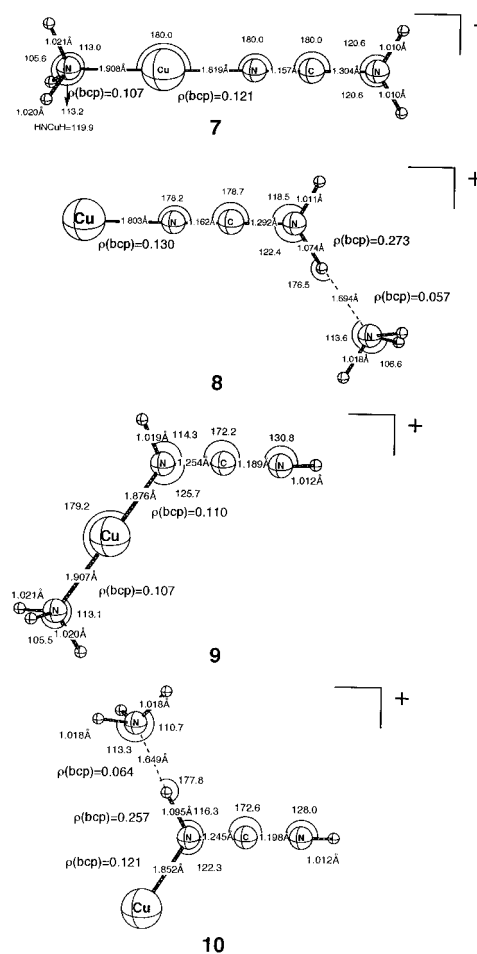 180.0 180.0 180.0
1.021Å 113.0 120.6 1.010Å
105.6 N 1.908Å Cu 1.819Å N 1.157Å C 1.304Å N
ρ(bcp)=0.107 ρ(bcp)=0.121
1.020Å 113.2 120.6 1.010Å
HNCuH=119.9
7
178.2 178.7 118.5 1.011Å +
Cu 1.803Å N 1.162Å C 1.292Å N
ρ(bcp)=0.130 122.4 1.074Å ρ(bcp)=0.273
176.5 1.694Å ρ(bcp)=0.057
113.6 N
1.018Å 106.6
8
+
1.019Å 114.3 172.2 130.8
N 1.254Å C 1.189Å N
1.876Å 125.7 1.012Å
179.2 ρ(bcp)=0.110
Cu
1.907Å ρ(bcp)=0.107
1.021Å N 113.1
105.5 1.020Å
9
1.018Å +
1.018Å N 110.7
113.3 1.649Å
ρ(bcp)=0.064 177.8
ρ(bcp)=0.257 1.095Å 116.3 172.6 128.0
N 1.245Å C 1.198Å N
ρ(bcp)=0.121 1.852Å 122.3 1.012Å
Cu
10